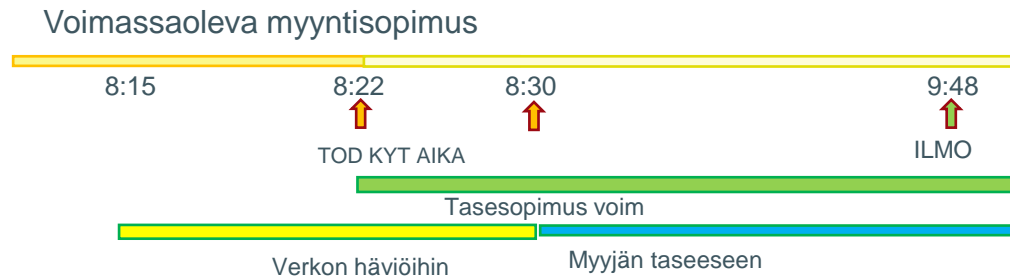 Voimassaoleva myyntisopimus
8:15 8:22 8:30 9:48
TOD KYT AIKA ILMO
Tasesopimus voim
Verkon häviöihin Myyjän taseeseen